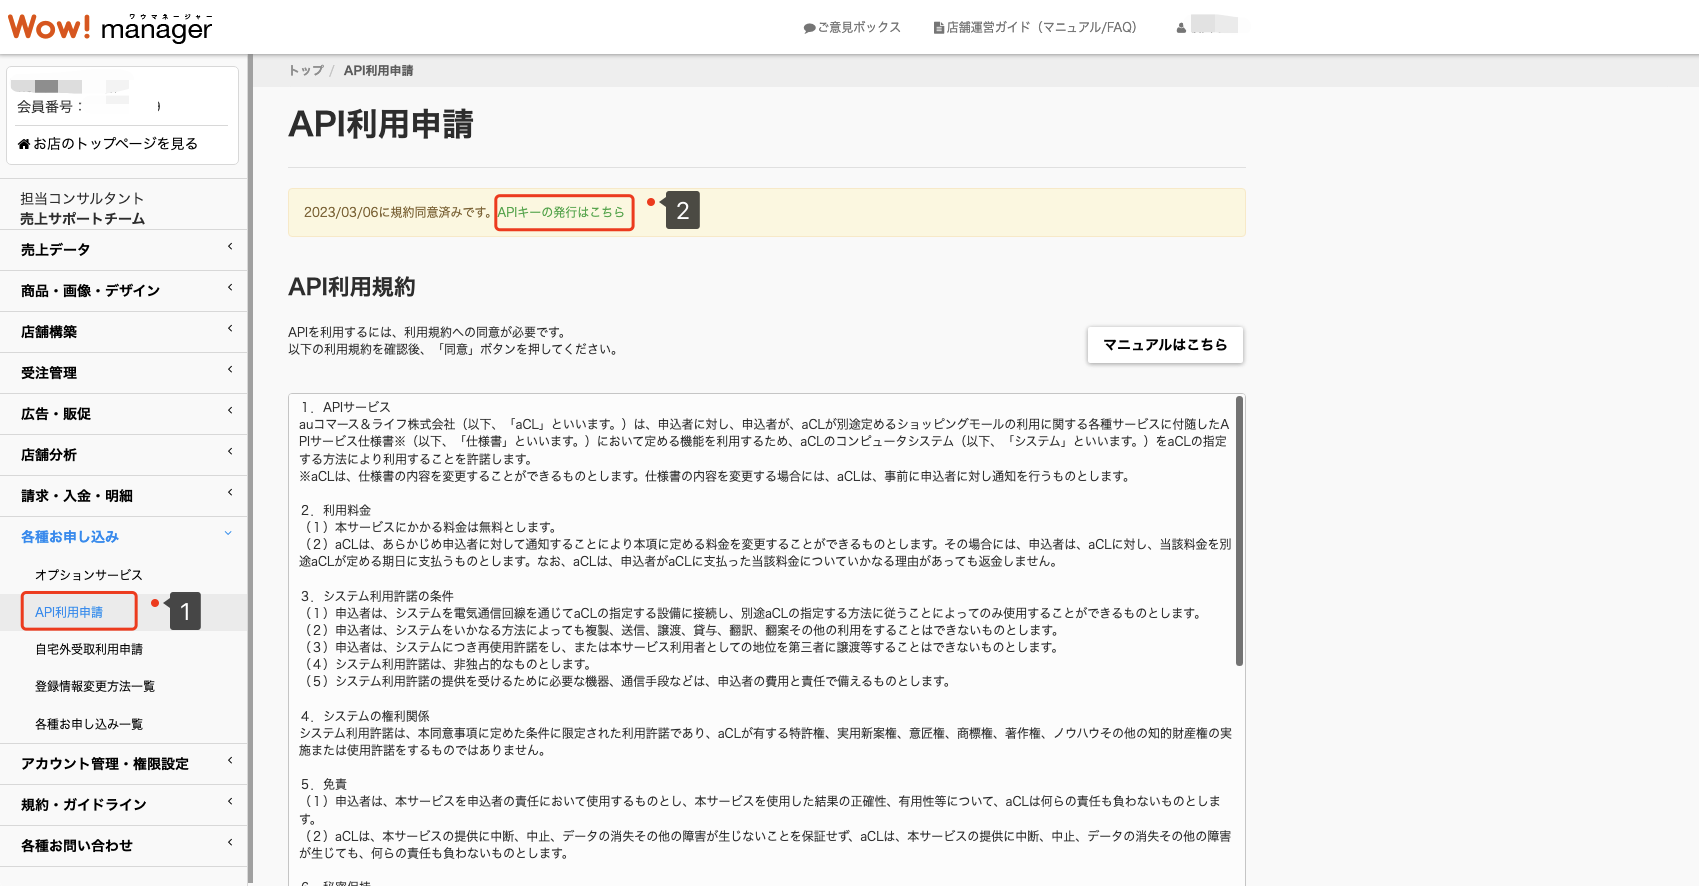 ワウマネージャー
Wow! manager
ご意見ボックス
店舗運営ガイド（マニュアル/FAQ）
会員番号：
お店のトップページを見る
担当コンサルタント
売上サポートチーム
売上データ
商品・画像・デザイン
店舗構築
受注管理
広告・販促
店舗分析
請求・入金・明細
各種お申し込み
オプションサービス
API利用申請
1
自宅外受取利用申請
登録情報変更方法一覧
各種お申し込み一覧
アカウント管理・権限設定
規約・ガイドライン
各種お問い合わせ
トップ / API利用申請
API利用申請
2023/03/06に規約同意済みです。APIキーの発行はこちら
2
API利用規約
APIを利用するには、利用規約への同意が必要です。
以下の利用規約を確認後、「同意」ボタンを押してください。
マニュアルはこちら
１．APIサービス
auコマース＆ライフ株式会社（以下、「aCL」といいます。）は、申込者に対し、申込者が、aCLが別途定めるショッピングモールの利用に関する各種サービスに付随したA
PIサービス仕様書※（以下、「仕様書」といいます。）において定める機能を利用するため、aCLのコンピュータシステム（以下、「システム」といいます。）をaCLの指定
する方法により利用することを許諾します。
※aCLは、仕様書の内容を変更することができるものとします。仕様書の内容を変更する場合には、aCLは、事前に申込者に対し通知を行うものとします。
２．利用料金
（１）本サービスにかかる料金は無料とします。
（２）aCLは、あらかじめ申込者に対して通知することにより本項に定める料金を変更することができるものとします。その場合には、申込者は、aCLに対し、当該料金を別
途aCLが定める期日に支払うものとします。なお、aCLは、申込者がaCLに支払った当該料金についていかなる理由があっても返金しません。
３．システム利用許諾の条件
（１）申込者は、システムを電気通信回線を通じてaCLの指定する設備に接続し、別途aCLの指定する方法に従うことによってのみ使用することができるものとします。
（２）申込者は、システムをいかなる方法によっても複製、送信、譲渡、貸与、翻訳、翻案その他の利用をすることはできないものとします。
（３）申込者は、システムにつき再使用許諾をし、または本サービス利用者としての地位を第三者に譲渡等することはできないものとします。
（４）システム利用許諾は、非独占的なものとします。
（５）システム利用許諾の提供を受けるために必要な機器、通信手段などは、申込者の費用と責任で備えるものとします。
４．システムの権利関係
システム利用許諾は、本同意事項に定めた条件に限定された利用許諾であり、aCLが有する特許権、実用新案権、意匠権、商標権、著作権、ノウハウその他の知的財産権の実
施または使用許諾をするものではありません。
５．免責
（１）申込者は、本サービスを申込者の責任において使用するものとし、本サービスを使用した結果の正確性、有用性等について、aCLは何らの責任も負わないものとしま
す。
（２）aCLは、本サービスの提供に中断、中止、データの消失その他の障害が生じないことを保証せず、aCLは、本サービスの提供に中断、中止、データの消失その他の障害
が生じても、何らの責任も負わないものとします。
６．秘密保持